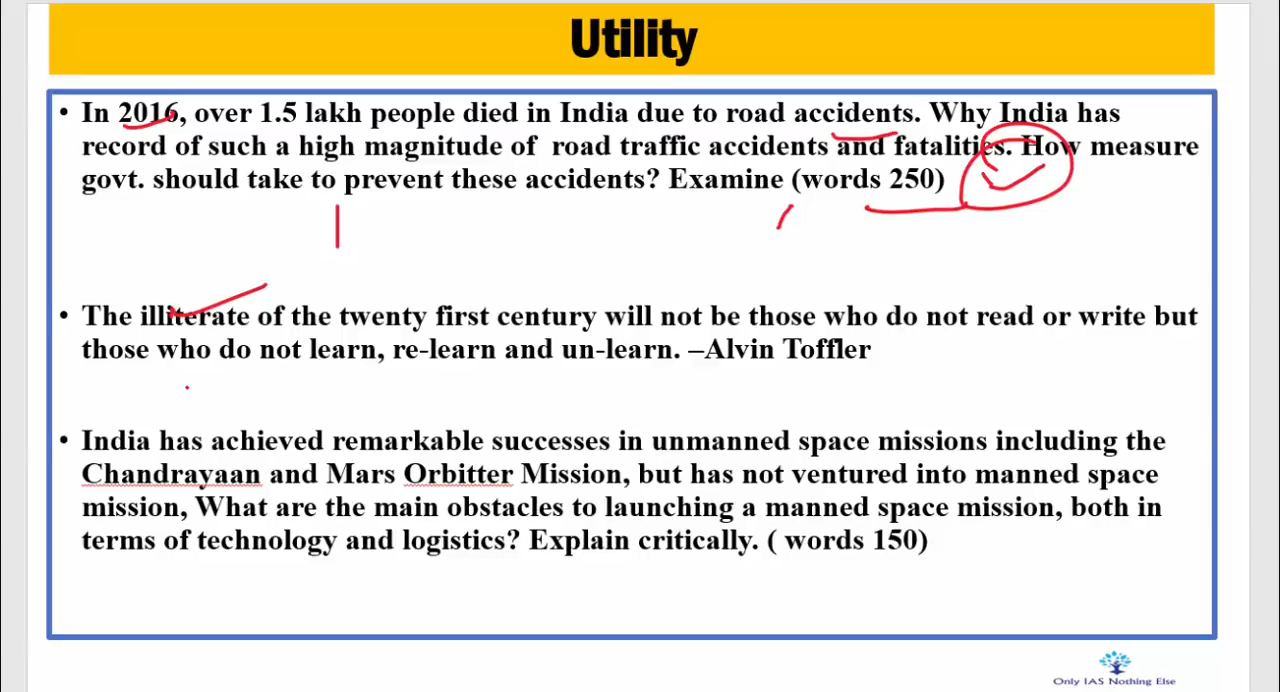 Utility
• In 2016, over 1.5 lakh people died in India due to road accidents. Why India has
record of such a high magnitude of road traffic accidents and fatalities. How measure
govt. should take to prevent these accidents? Examine (words 250)
• The illiterate of the twenty first century will not be those who do not read or write but
those who do not learn, re-learn and un-learn. –Alvin Toffler
• India has achieved remarkable successes in unmanned space missions including the
Chandrayaan and Mars Orbitter Mission, but has not ventured into manned space
mission, What are the main obstacles to launching a manned space mission, both in
terms of technology and logistics? Explain critically. ( words 150)
Only IAS Nothing Else